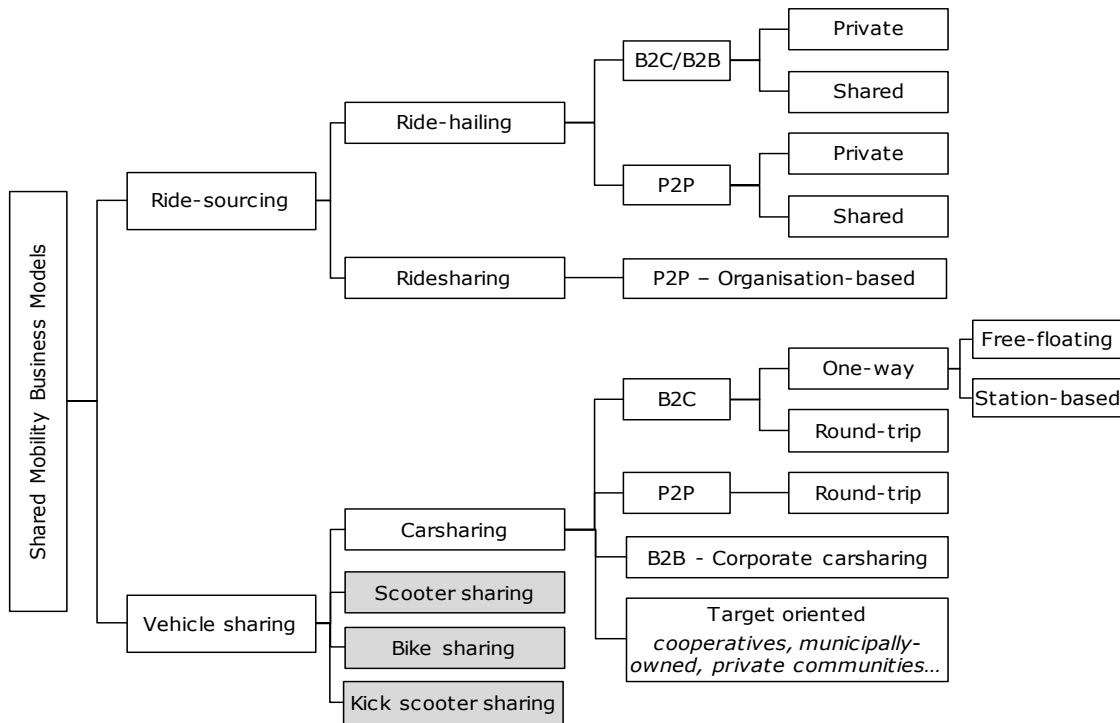 Shared Mobility Business Models
Ride-sourcing
Ride-hailing
B2C/B2B
Private
Shared
P2P
Private
Shared
Ridesharing
P2P – Organisation-based
Vehicle sharing
Carsharing
B2C
One-way
Free-floating
Station-based
Round-trip
P2P
Round-trip
B2B - Corporate carsharing
Target oriented
cooperatives, municipally-
owned, private communities...
Scooter sharing
Bike sharing
Kick scooter sharing